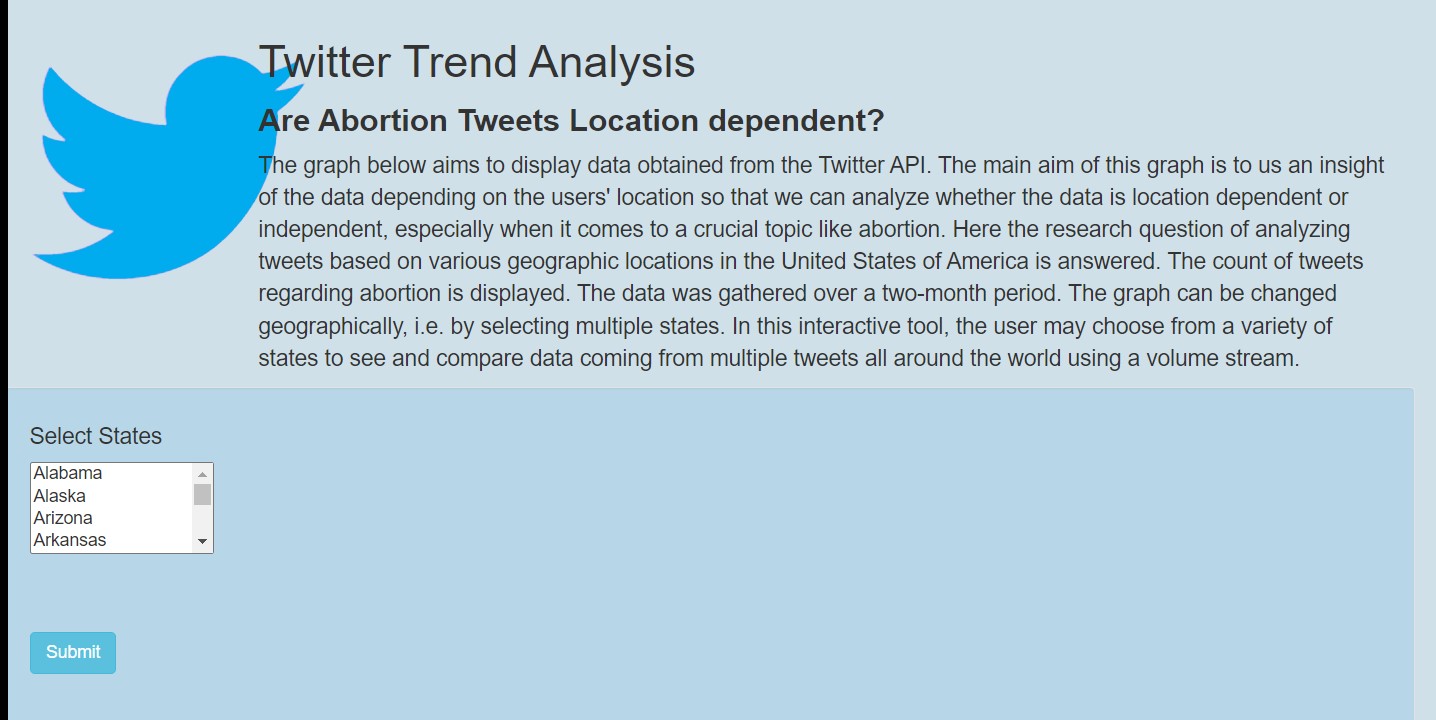 Twitter Trend Analysis
Are Abortion Tweets Location dependent?
The graph below aims to display data obtained from the Twitter API. The main aim of this graph is to us an insight
of the data depending on the users' location so that we can analyze whether the data is location dependent or
independent, especially when it comes to a crucial topic like abortion. Here the research question of analyzing
tweets based on various geographic locations in the United States of America is answered. The count of tweets
regarding abortion is displayed. The data was gathered over a two-month period. The graph can be changed
geographically, i.e. by selecting multiple states. In this interactive tool, the user may choose from a variety of
states to see and compare data coming from multiple tweets all around the world using a volume stream.
Select States
Alabama
Alaska
Arizona
Arkansas
Submit